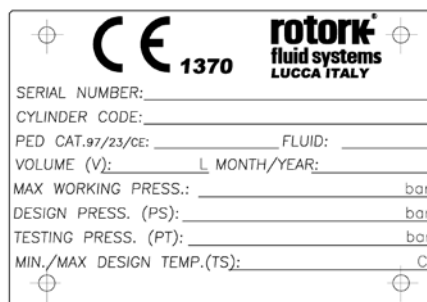 CE 1370
rotork®
fluid systems
LUCCA ITALY
SERIAL NUMBER:
CYLINDER CODE:
PED CAT.97/23/CE: FLUID:
VOLUME (V): L MONTH/YEAR:
MAX WORKING PRESS.: bar
DESIGN PRESS. (PS): bar
TESTING PRESS. (PT): bar
MIN./MAX DESIGN TEMP.(TS): C